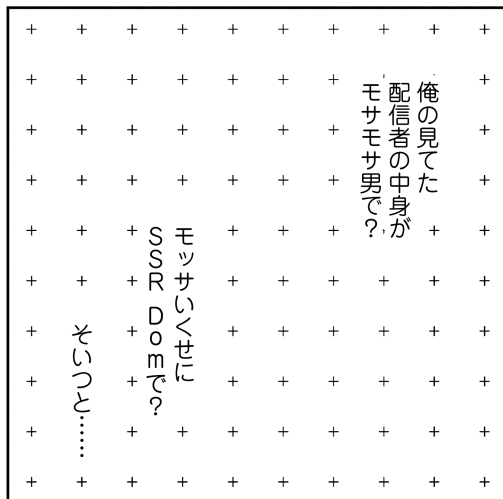 俺の見てた
配信者の中身が
モサモサ男で?
モッサいくせに
SSR Domで?
そいつと……